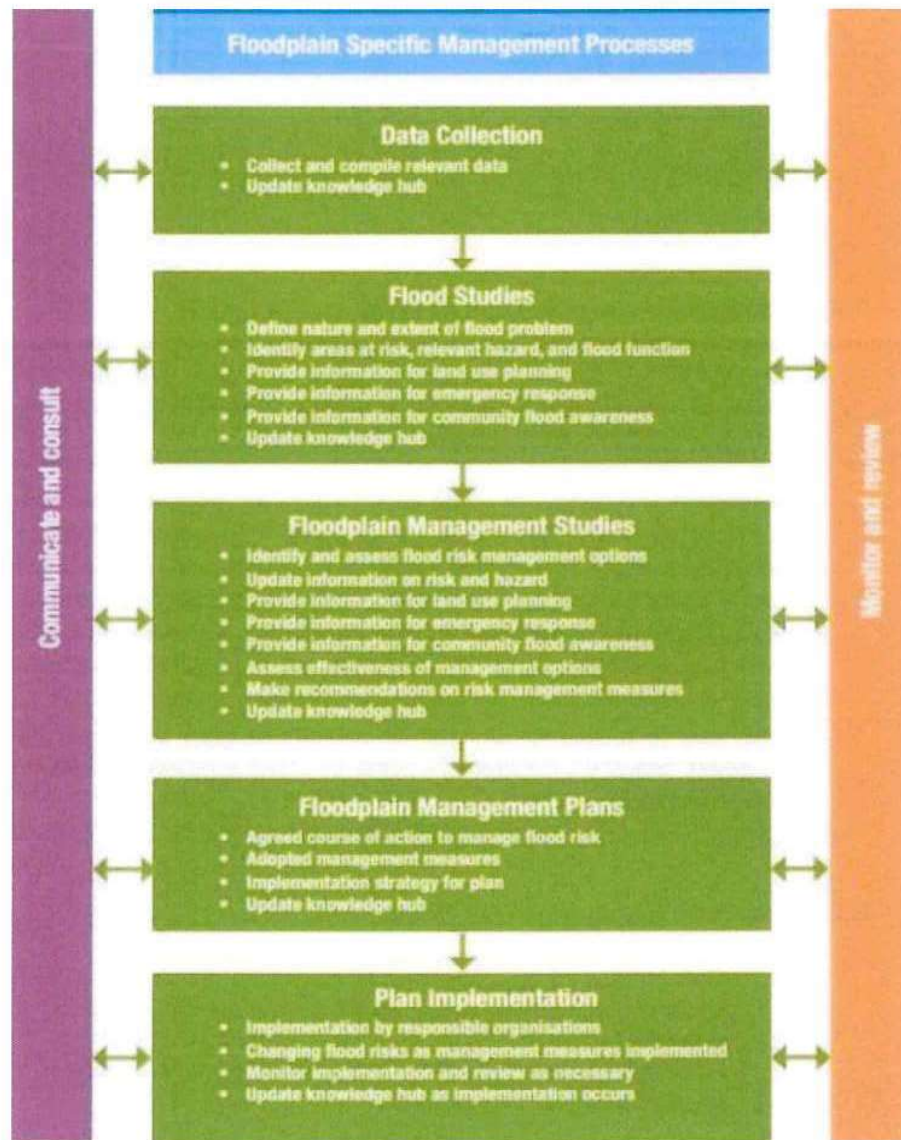 Floodplain Specific Management Processes
Communicate and consult
Monitor and review
Data Collection
• Collect and compile relevant data
• Update knowledge hub
Flood Studies
• Define nature and extent of flood problem
• Identify areas at risk, relevant hazard, and flood function
• Provide information for land use planning
• Provide information for emergency response
• Provide information for community flood awareness
• Update knowledge hub
Floodplain Management Studies
• Identify and assess flood risk management options
• Update information on risk and hazard
• Provide information for land use planning
• Provide information for emergency response
• Provide information for community flood awareness
• Assess effectiveness of management options
• Make recommendations on risk management measures
• Update knowledge hub
Floodplain Management Plans
• Agreed course of action to manage flood risk
• Adopted management measures
• Implementation strategy for plan
• Update knowledge hub
Plan Implementation
• Implementation by responsible organisations
• Changing flood risks as management measures implemented
• Monitor implementation and review as necessary
• Update knowledge hub as implementation occurs